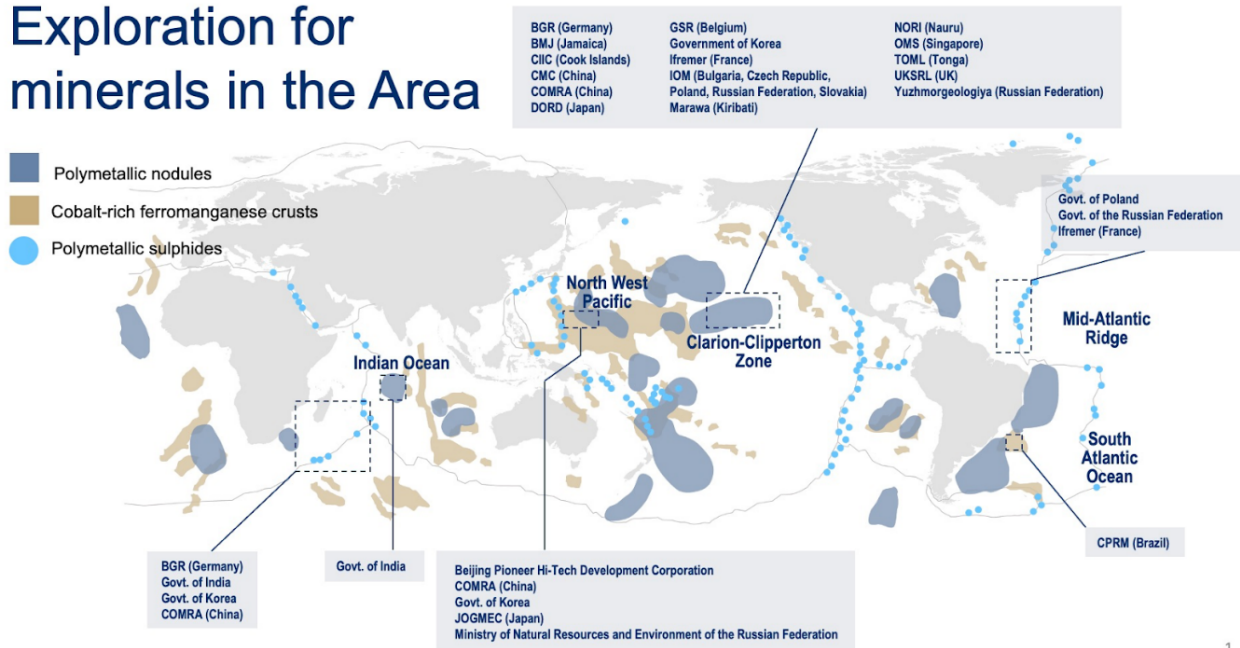 Exploration for
minerals in the Area
Polymetallic nodules
Cobalt-rich ferromanganese crusts
Polymetallic sulphides
BGR (Germany)
BMJ (Jamaica)
CIIC (Cook Islands)
CMC (China)
COMRA (China)
DORD (Japan)
GSR (Belgium)
Government of Korea
Ifremer (France)
IOM (Bulgaria, Czech Republic,
Poland, Russian Federation, Slovakia)
Marawa (Kiribati)
NORI (Nauru)
OMS (Singapore)
TOML (Tonga)
UKSRL (UK)
Yuzhmorgeologiya (Russian Federation)
Govt. of Poland
Govt. of the Russian Federation
Ifremer (France)
North West
Pacific
Clarion-Clipperton
Zone
Mid-Atlantic
Ridge
Indian Ocean
South
Atlantic
Ocean
CPRM (Brazil)
BGR (Germany)
Govt. of India
Govt. of Korea
COMRA (China)
Govt. of India
Beijing Pioneer Hi-Tech Development Corporation
COMRA (China)
Govt. of Korea
JOGMEC (Japan)
Ministry of Natural Resources and Environment of the Russian Federation